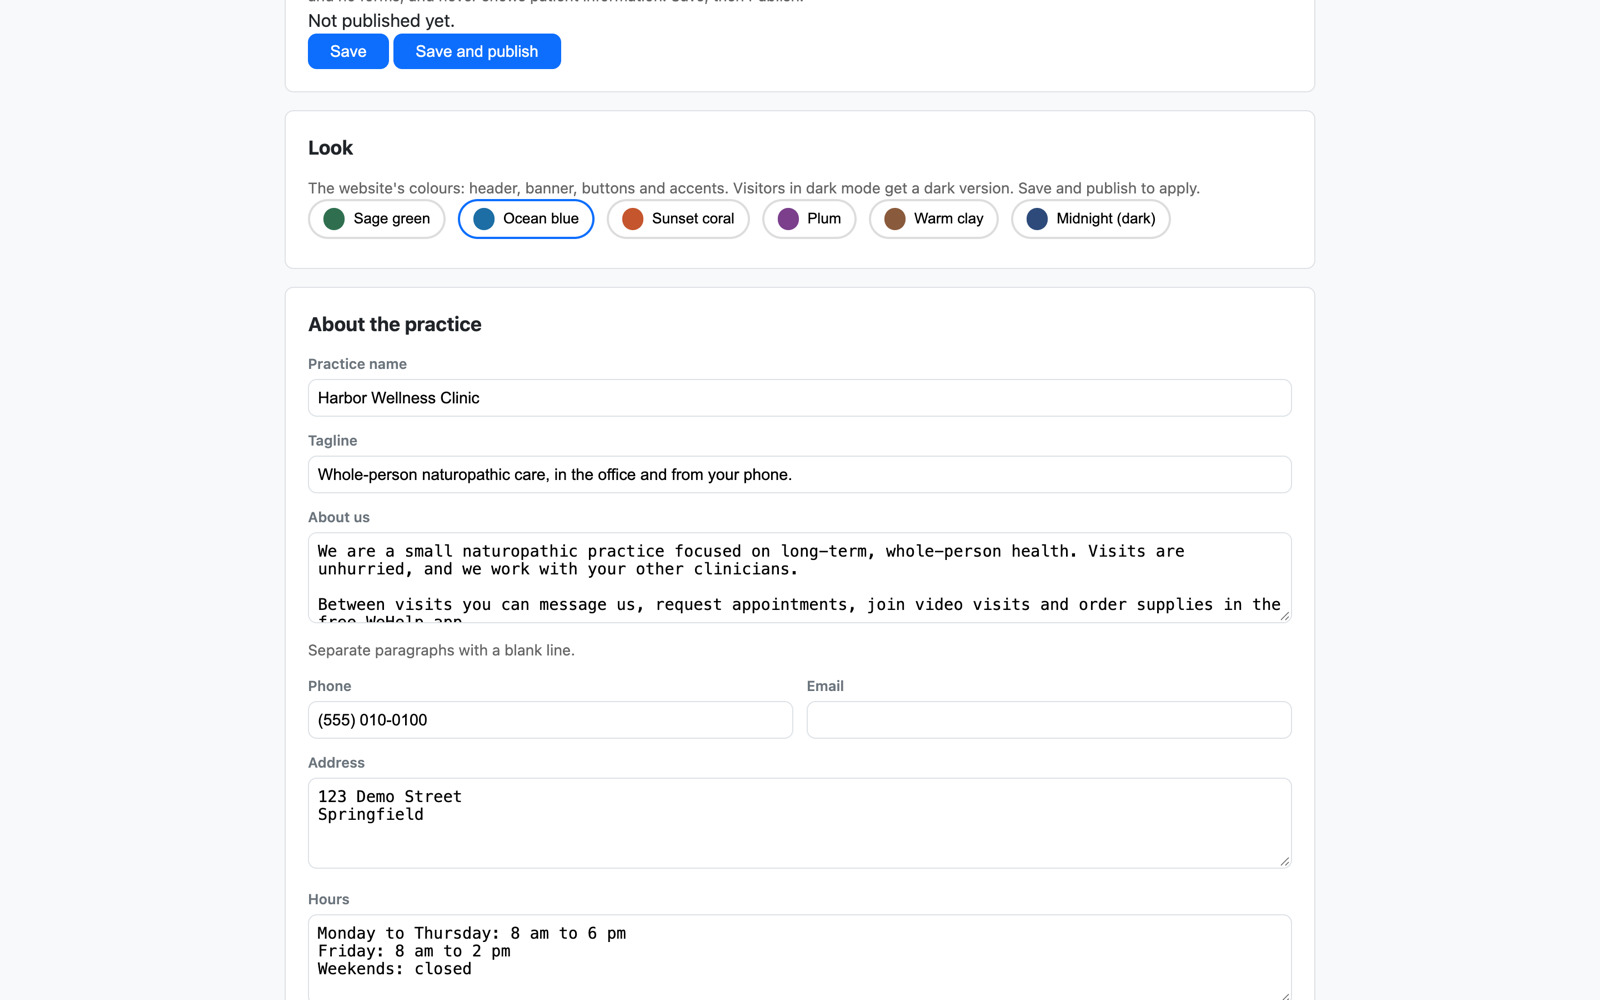 Not published yet.
Save
Save and publish
Look
The website's colours: header, banner, buttons and accents. Visitors in dark mode get a dark version. Save and publish to apply.
Sage green
Ocean blue
Sunset coral
Plum
Warm clay
Midnight (dark)
About the practice
Practice name
Harbor Wellness Clinic
Tagline
Whole-person naturopathic care, in the office and from your phone.
About us
We are a small naturopathic practice focused on long-term, whole-person health. Visits are
unhurried, and we work with your other clinicians.
Between visits you can message us, request appointments, join video visits and order supplies in the
free WeHelp app
Separate paragraphs with a blank line.
Phone
Email
(555) 010-0100
Address
123 Demo Street
Springfield
Hours
Monday to Thursday: 8 am to 6 pm
Friday: 8 am to 2 pm
Weekends: closed